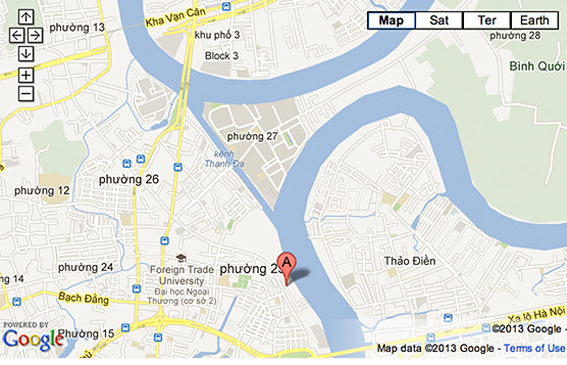 phường 13
Kha Vạn Cân
khu phố 3
Block 3
Map
Sat
Ter
Earth
phường 28
Bình Quới
phường 27
kênh
Thanh Đa
phường 26
phường 12
phường 24
Foreign Trade
University
Đại học Ngoại
Thương (cơ sở 2)
phường 25
A
Thảo Điền
14
Bạch Đằng
Phường 15
Xa lộ Hà Nội
POWERED BY
Google
©2013 Google -
Map data ©2013 Google - Terms of Use